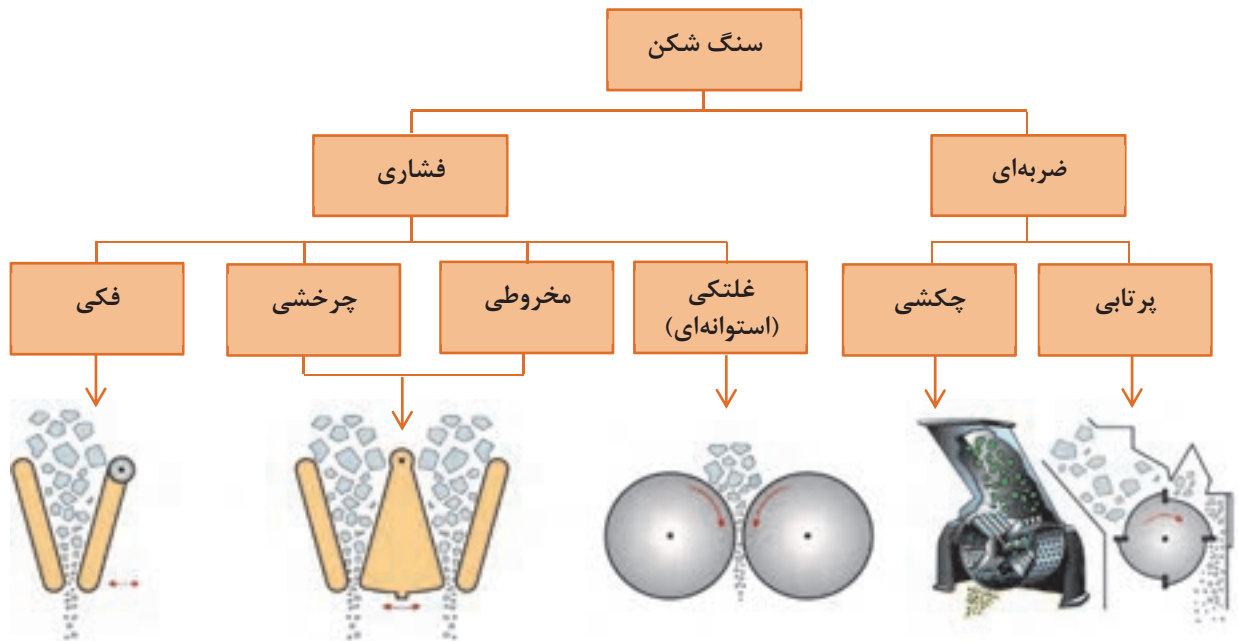 سنگ شکن
ضربه‌ای
فشاری
پرتابی
چکشی
غلتکی
(استوانه‌ای)
مخروطی
چرخشی
فکی